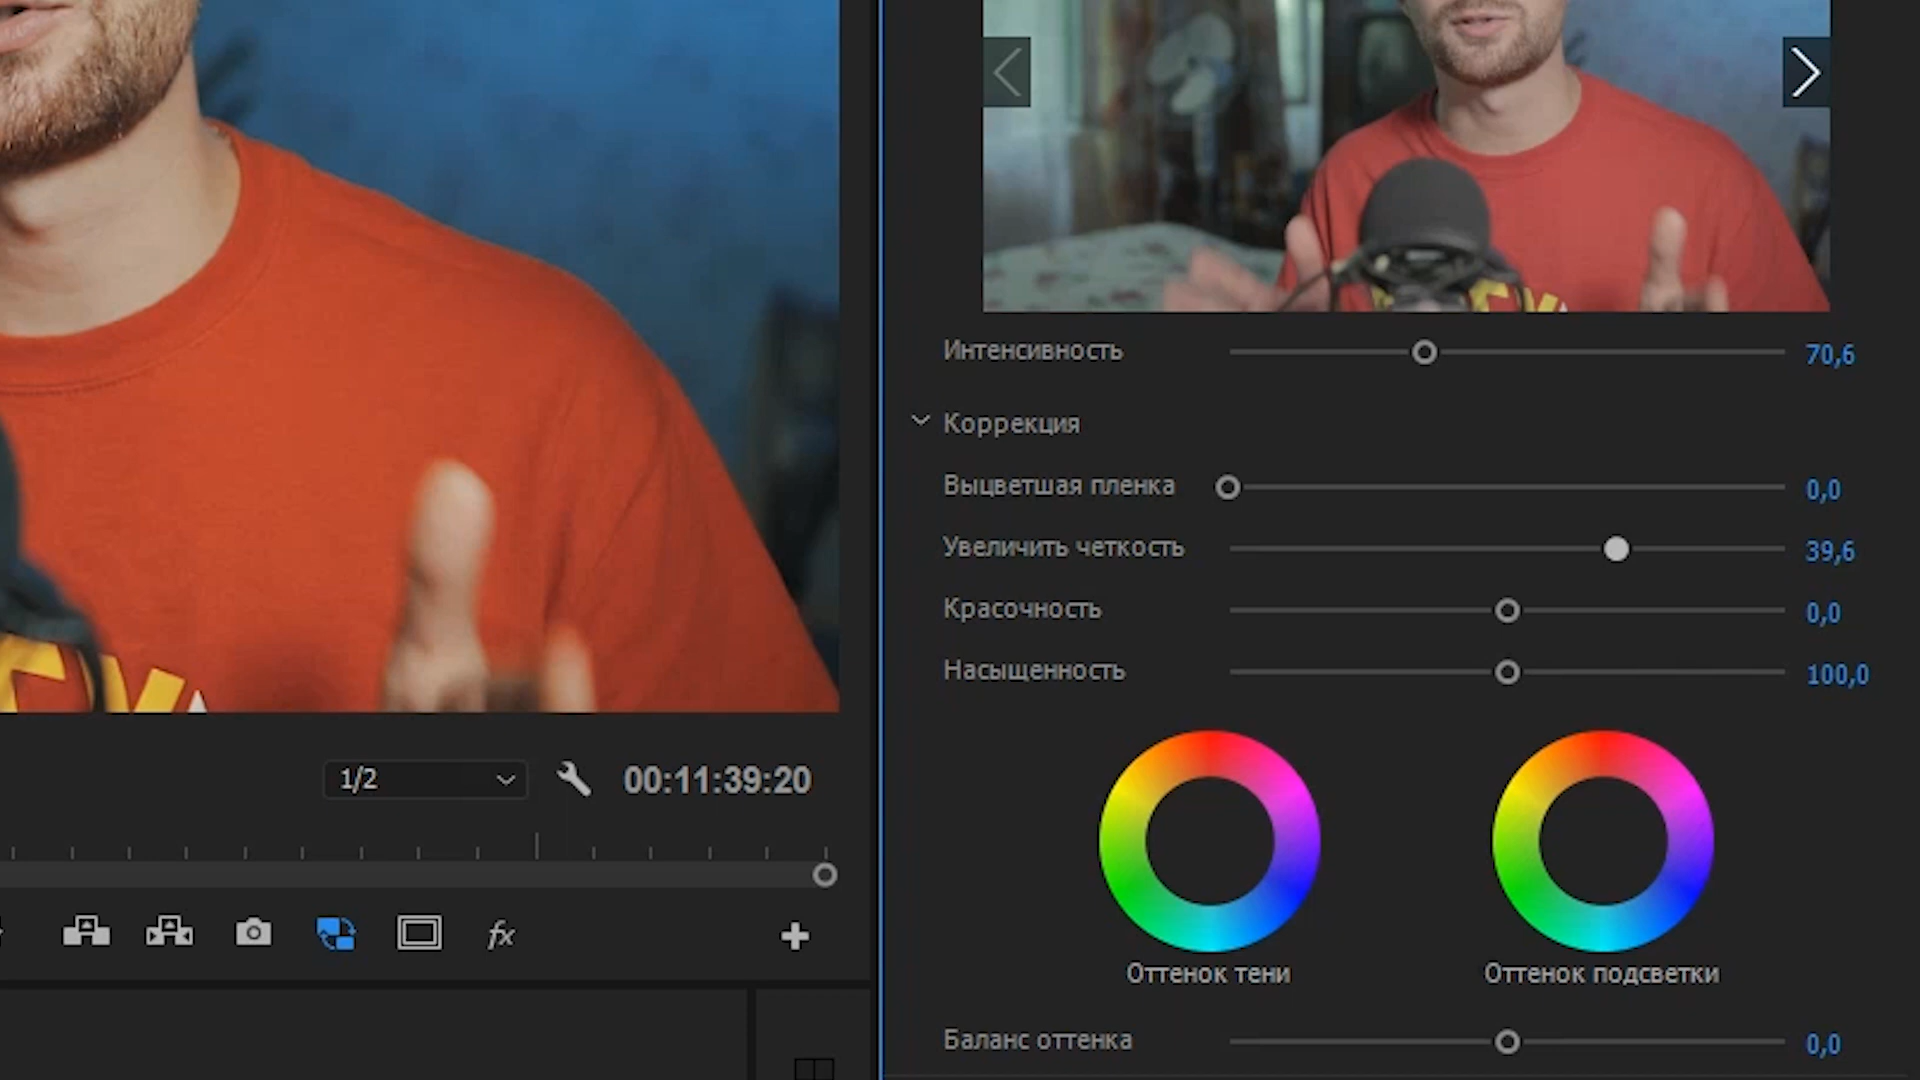 Интенсивность 70,6
Коррекция
Выцветшая пленка 0,0
Увеличить четкость 39,6
Красочность 0,0
Насыщенность 100,0
1/2 00:11:39:20
fx
Оттенок тени Оттенок подсветки
Баланс оттенка 0,0